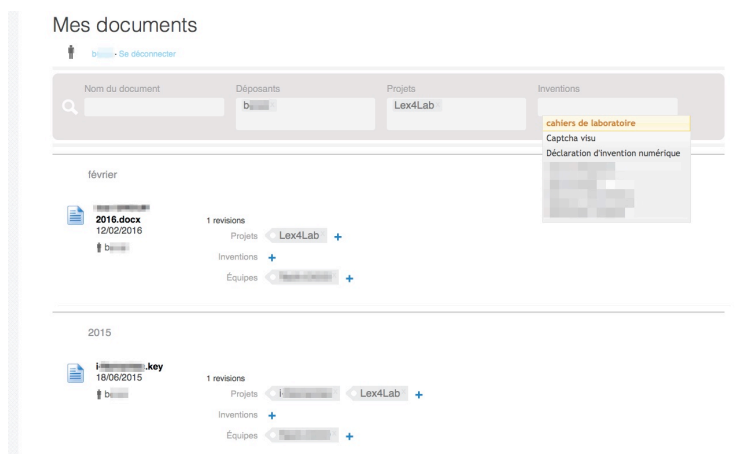 Mes documents
b - Se déconnecter
Nom du document Déposants Projets Inventions
b Lex4Lab
cahiers de laboratoire
Captcha visu
Déclaration d'invention numérique
février
2016.docx
12/02/2016 1 revisions
Projets Lex4Lab +
b
Inventions +
Équipes +
2015
i- .key
18/06/2015 1 revisions
b Projets i- Lex4Lab +
Inventions +
Équipes +